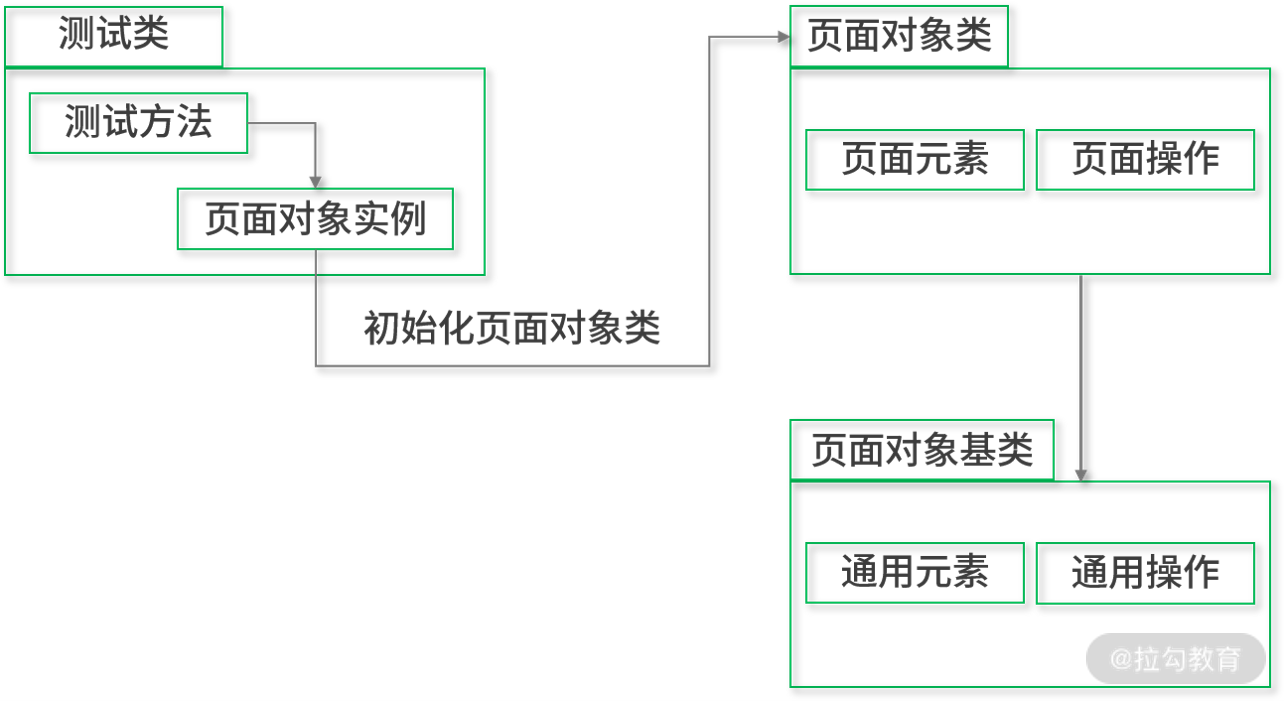 测试类
测试方法
页面对象实例
初始化页面对象类
页面对象类
页面元素
页面操作
页面对象基类
通用元素
通用操作
@拉勾教育